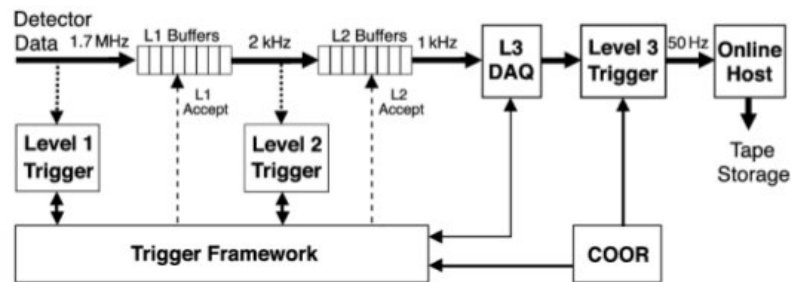 Detector
Data
1.7 MHz
L1 Buffers
2 kHz
L2 Buffers
1 kHz
L3
DAQ
Level 3
Trigger
50 Hz
Online
Host
L1
Accept
L2
Accept
Level 1
Trigger
Level 2
Trigger
Tape
Storage
Trigger Framework
COOR